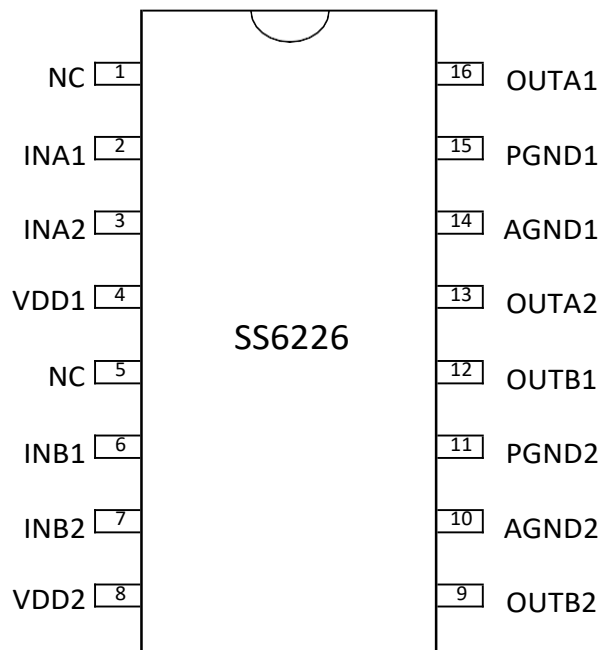 NC 1 16 OUTA1
INA1 2 15 PGND1
INA2 3 14 AGND1
VDD1 4 13 OUTA2
SS6226
NC 5 12 OUTB1
INB1 6 11 PGND2
INB2 7 10 AGND2
VDD2 8 9 OUTB2